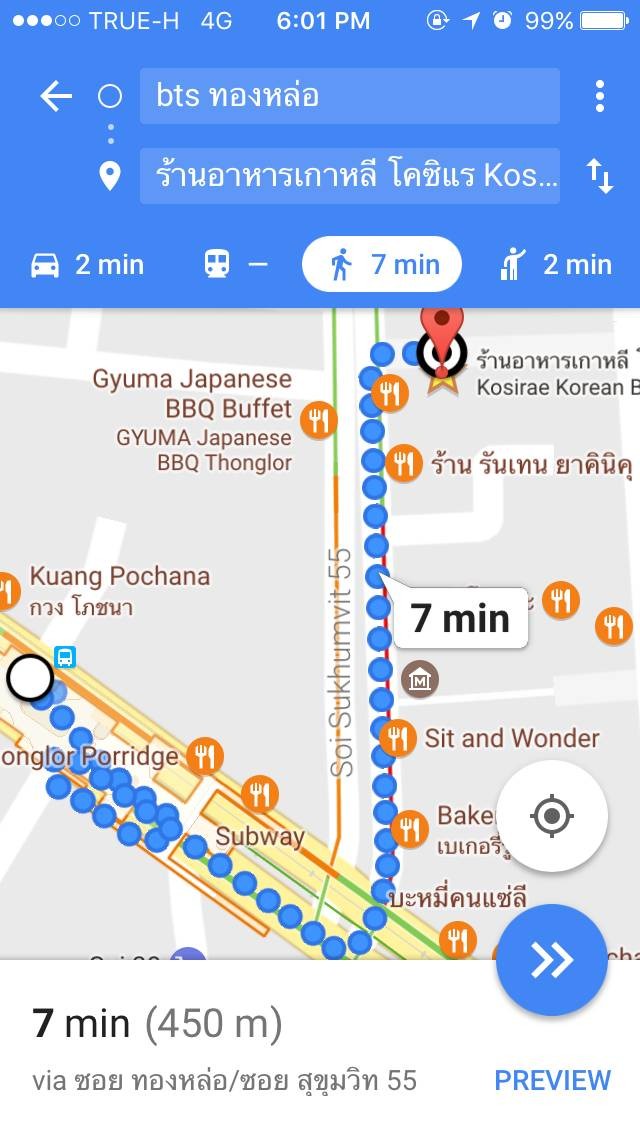 TRUE-H 4G 6:01 PM 99%
bts ทองหล่อ
ร้านอาหารเกาหลี โคซิแร Kos...
2 min – 7 min 2 min
ร้านอาหารเกาหลี
Kosirae Korean B
Gyuma Japanese
BBQ Buffet
GYUMA Japanese
BBQ Thonglor
ร้าน รันเทน ยาคินิคุ
Kuang Pochana
กวง โภชนา
7 min
Soi Sukhumvit 55
Sit and Wonder
onglor Porridge
Bake
เบเกอรี่
Subway
บะหมี่คนแซ่ลี
7 min (450 m)
via ซอย ทองหล่อ/ซอย สุขุมวิท 55
PREVIEW